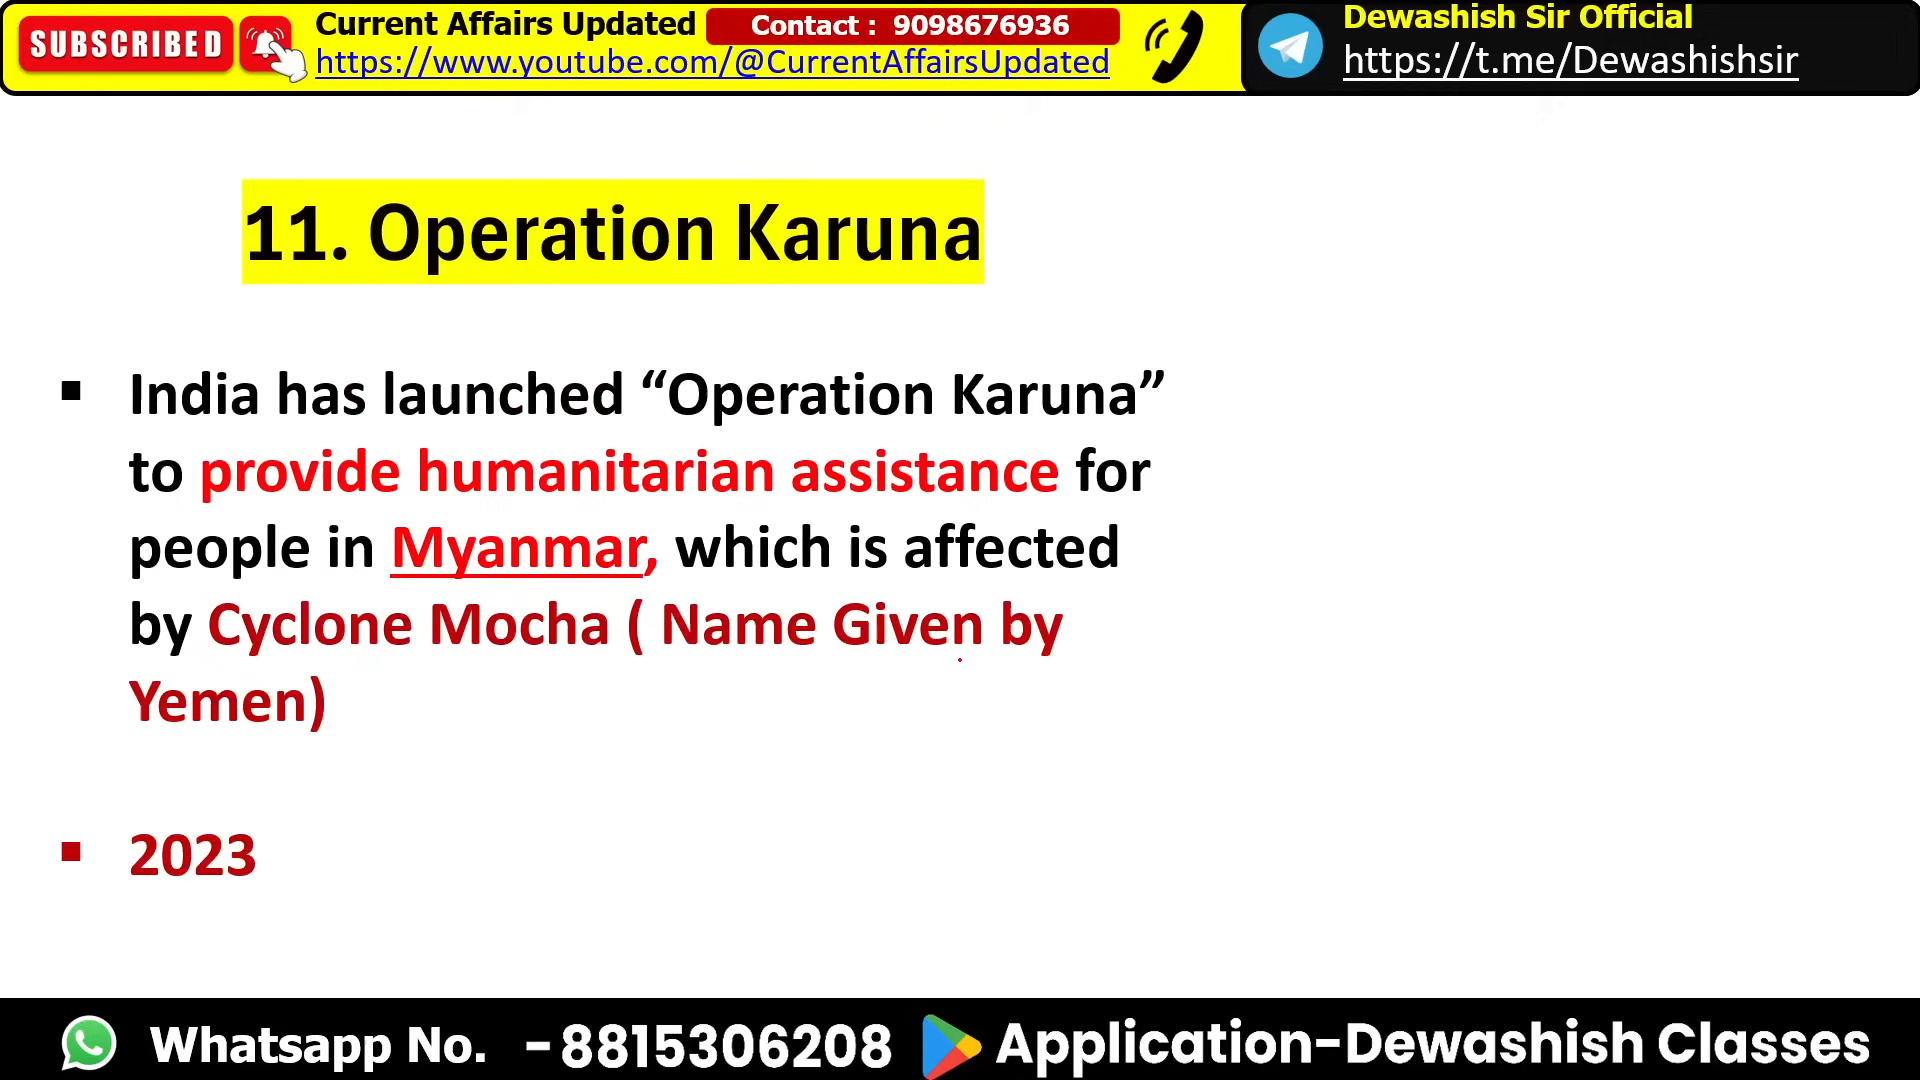 SUBSCRIBED
Current Affairs Updated
Contact : 9098676936
https://www.youtube.com/@CurrentAffairsUpdated
Dewashish Sir Official
https://t.me/Dewashishsir
11. Operation Karuna
▪ India has launched “Operation Karuna”
to provide humanitarian assistance for
people in Myanmar, which is affected
by Cyclone Mocha ( Name Given by
Yemen)
▪ 2023
Whatsapp No. -8815306208
Application-Dewashish Classes